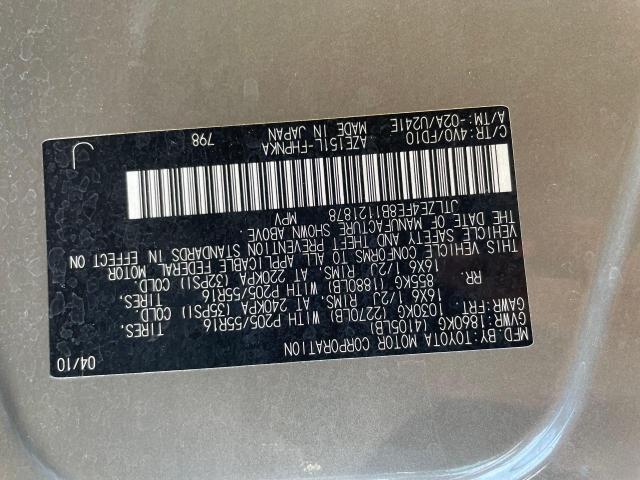 MFD.BY:TOYOTA MOTOR CORPORATION 04/10
GVWR:1860KG (4105LB)
GAWR:FRT. 1030KG (2270LB) WITH P205/55R16 TIRES.
16X6 1/2J RIMS. AT 240KPA (35PSI) COLD
RR. 855KG (1880LB) WITH P205/55R16 TIRES.
16X6 1/2J RIMS. AT 220KPA (32PSI) COLD.
THIS VEHICLE CONFORMS TO ALL APPLICABLE FEDERAL MOTOR
VEHICLE SAFETY AND THEFT PREVENTION STANDARDS IN EFFECT ON
THE DATE OF MANUFACTURE SHOWN ABOVE.
JTLZE4FE8B1121878 MPV
C/TR:4V0/FD10 AZE151L-FHPNKA
A/TM:-02A/U241E MADE IN JAPAN 798 J